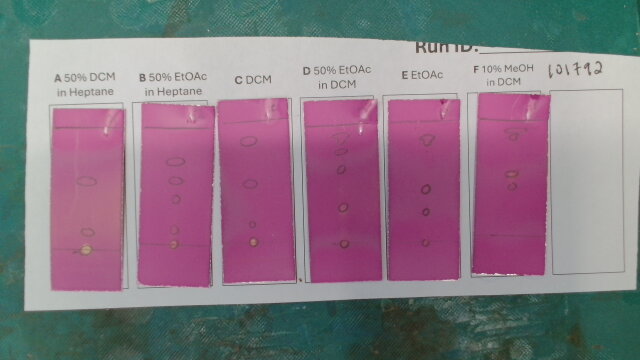 Run ID:
101792
A 50% DCM
in Heptane
B 50% EtOAc
in Heptane
C DCM
D 50% EtOAc
in DCM
E EtOAc
F 10% MeOH
in DCM